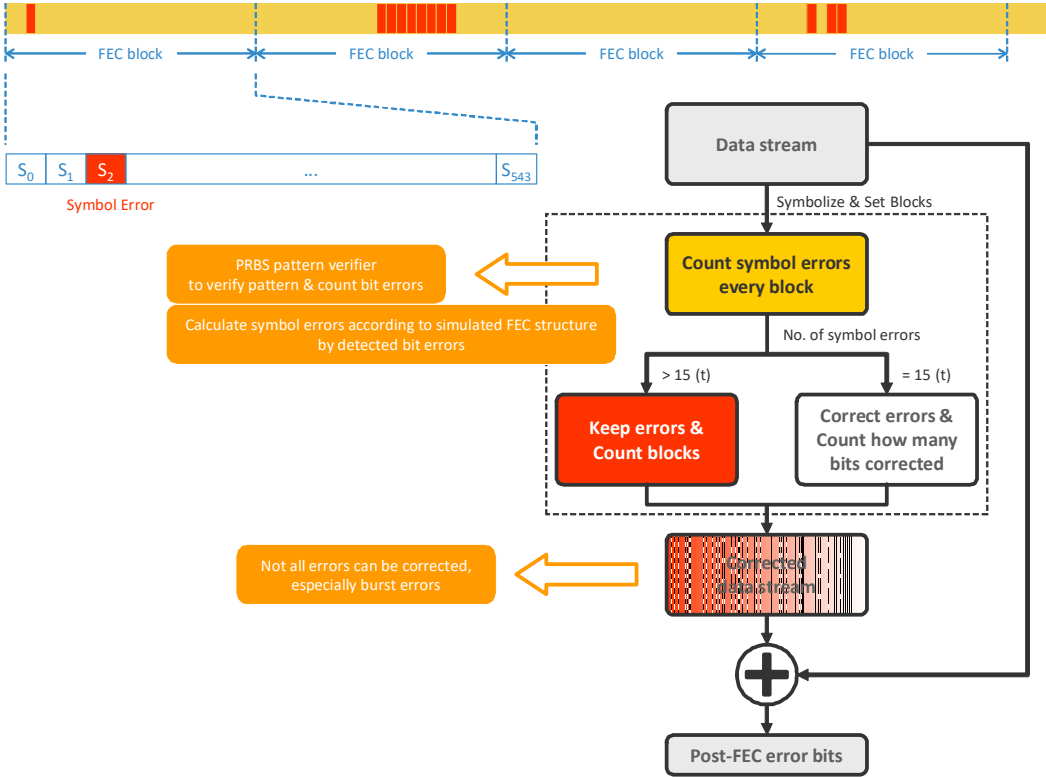 FEC block
FEC block
FEC block
FEC block
S0
S1
S2
...
S543
Symbol Error
Data stream
Symbolize & Set Blocks
Count symbol errors
every block
PRBS pattern verifier
to verify pattern & count bit errors
Calculate symbol errors according to simulated FEC structure
by detected bit errors
No. of symbol errors
> 15 (t)
= 15 (t)
Keep errors &
Count blocks
Correct errors &
Count how many
bits corrected
Not all errors can be corrected,
especially burst errors
Corrected
data stream
Post-FEC error bits